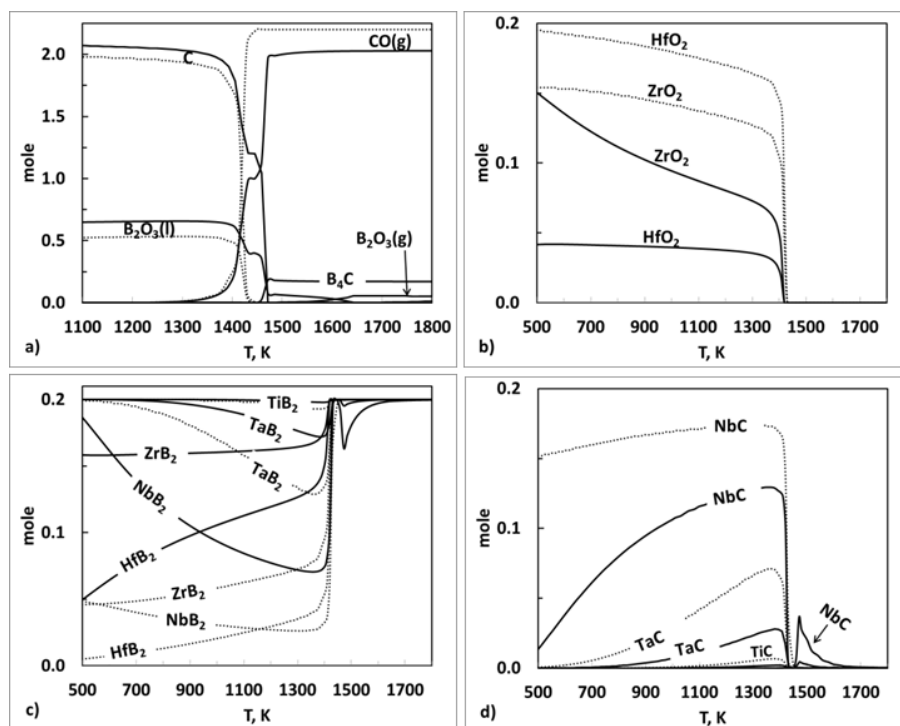 2.0
1.5
1.0
0.5
0.0
mole
C
CO(g)
B₂O₃(l)
B₂O₃(g)
B₄C
1100 1200 1300 1400 1500 1600 1700 1800
a)
T, K
0.2
0.1
0
mole
HfO₂
ZrO₂
ZrO₂
HfO₂
500 700 900 1100 1300 1500 1700
b)
T, K
0.2
0.1
0.0
mole
TiB₂
TaB₂
ZrB₂
TaB₂
NbB₂
HfB₂
ZrB₂
NbB₂
HfB₂
500 700 900 1100 1300 1500 1700
c)
T, K
0.2
0.1
0.0
mole
NbC
NbC
NbC
TaC
TaC
TiC
500 700 900 1100 1300 1500 1700
d)
T, K